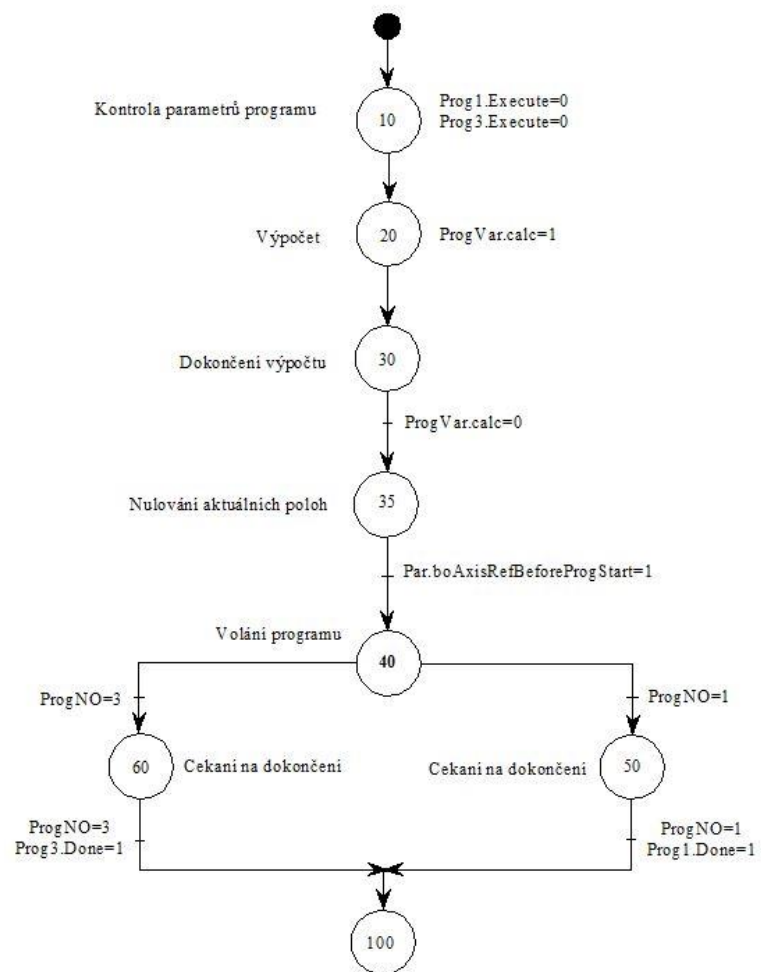 Prog1.Execute=0
Kontrola parametrů programu
10
Prog3.Execute=0
Výpočet
20
ProgVar.calc=1
Dokončení výpočtu
30
ProgVar.calc=0
Nulování aktuálních poloh
35
Par.boAxisRefBeforeProgStart=1
Volání programu
40
ProgNO=3
ProgNO=1
60
Cekani na dokončení
Cekani na dokončení
50
ProgNO=3
Prog3.Done=1
ProgNO=1
Prog1.Done=1
100